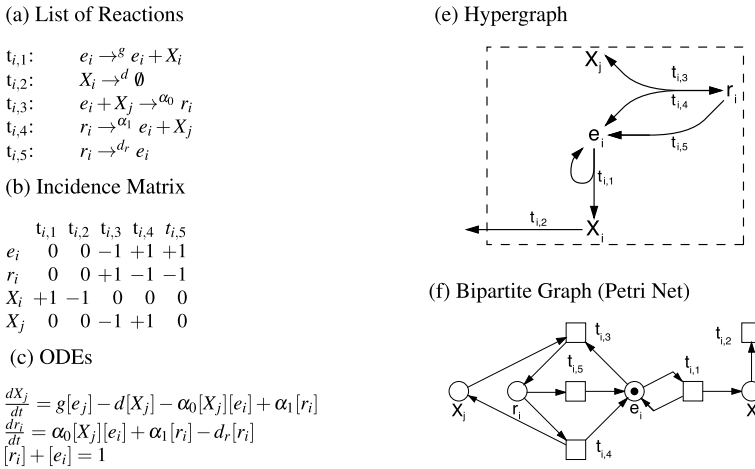 (a) List of Reactions
t_{i,1}: e_i →^g e_i + X_i
t_{i,2}: X_i →^d ∅
t_{i,3}: e_i + X_j →^{α_0} r_i
t_{i,4}: r_i →^{α_1} e_i + X_j
t_{i,5}: r_i →^{d_r} e_i
(b) Incidence Matrix
t_{i,1} t_{i,2} t_{i,3} t_{i,4} t_{i,5}
e_i 0 0 −1 +1 +1
r_i 0 0 +1 −1 −1
X_i +1 −1 0 0 0
X_j 0 0 −1 +1 0
(c) ODEs
dX_j/dt = g[e_j] − d[X_j] − α_0[X_j][e_i] + α_1[r_i]
dr_i/dt = α_0[X_j][e_i] + α_1[r_i] − d_r[r_i]
[r_i] + [e_i] = 1
(e) Hypergraph
X_j
t_{i,3}
r_i
t_{i,4}
e_i
t_{i,5}
t_{i,1}
t_{i,2}
X_i
(f) Bipartite Graph (Petri Net)
t_{i,3}
t_{i,2}
t_{i,5}
t_{i,1}
X_j
r_i
e_i
X
t_{i,4}